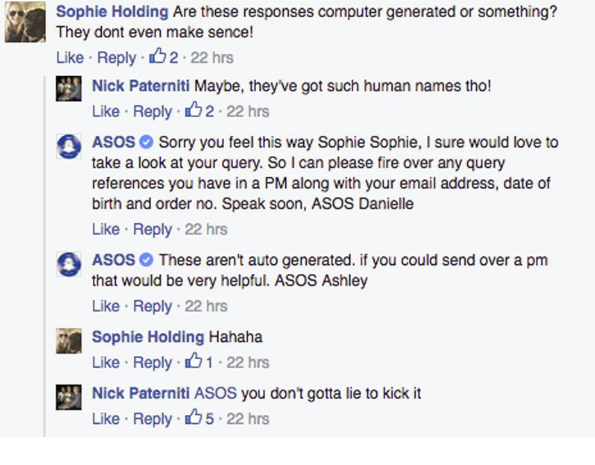 Sophie Holding Are these responses computer generated or something?
They dont even make sence!
Like · Reply · 2 · 22 hrs
Nick Paterniti Maybe, they've got such human names tho!
Like · Reply · 2 · 22 hrs
ASOS Sorry you feel this way Sophie Sophie, I sure would love to
take a look at your query. So I can please fire over any query
references you have in a PM along with your email address, date of
birth and order no. Speak soon, ASOS Danielle
Like · Reply · 22 hrs
ASOS These aren't auto generated. if you could send over a pm
that would be very helpful. ASOS Ashley
Like · Reply · 22 hrs
Sophie Holding Hahaha
Like · Reply · 1 · 22 hrs
Nick Paterniti ASOS you don't gotta lie to kick it
Like · Reply · 5 · 22 hrs